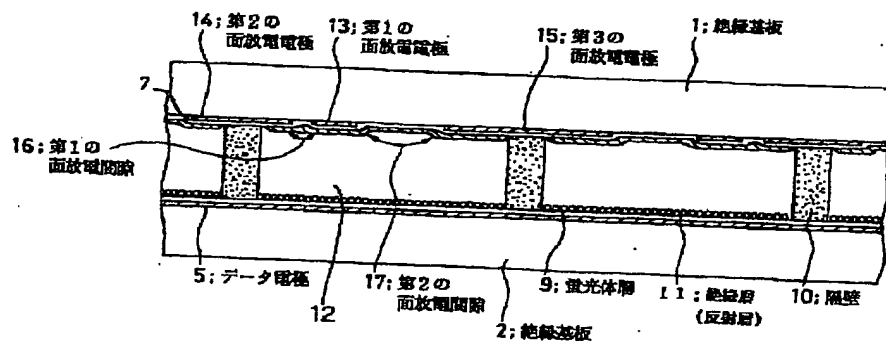 14;第2の
面放電電極
13;第1の
面放電電極
15;第3の
面放電電極
1;絶縁基板
7
16;第1の
面放電間隙
5;データ電極
12
17;第2の
面放電間隙
2;絶縁基板
9;蛍光体層
11;絶縁層
(反射層)
10;隔壁